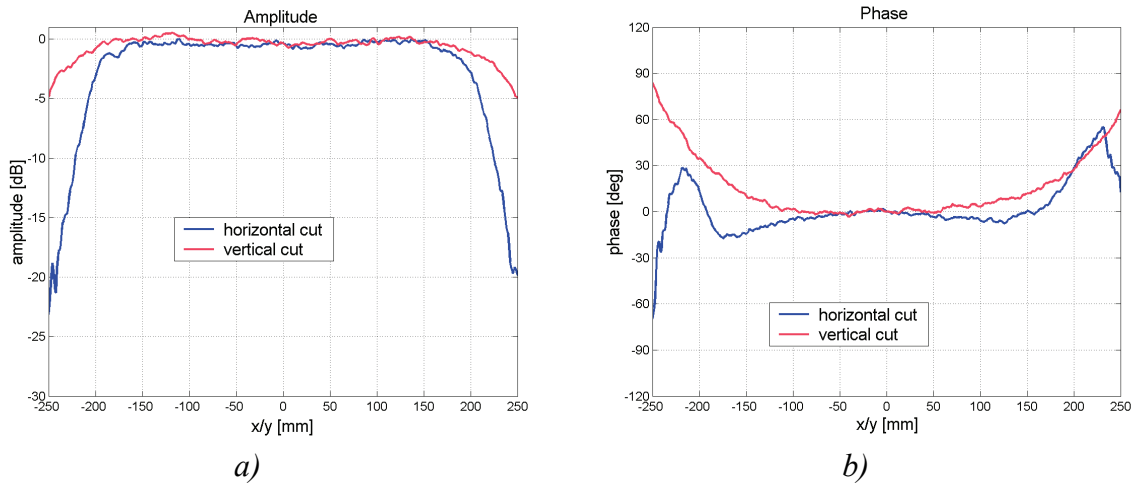 Amplitude
0
-5
-10
-15
-20
-25
-30
amplitude [dB]
horizontal cut
vertical cut
-250 -200 -150 -100 -50 0 50 100 150 200 250
x/y [mm]
a)
Phase
120
90
60
30
0
-30
-60
-90
-120
phase [deg]
horizontal cut
vertical cut
-250 -200 -150 -100 -50 0 50 100 150 200 250
x/y [mm]
b)